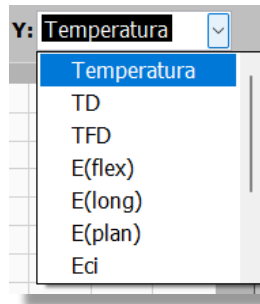 Y: Temperatura
Temperatura
TD
TFD
E(flex)
E(long)
E(plan)
Eci